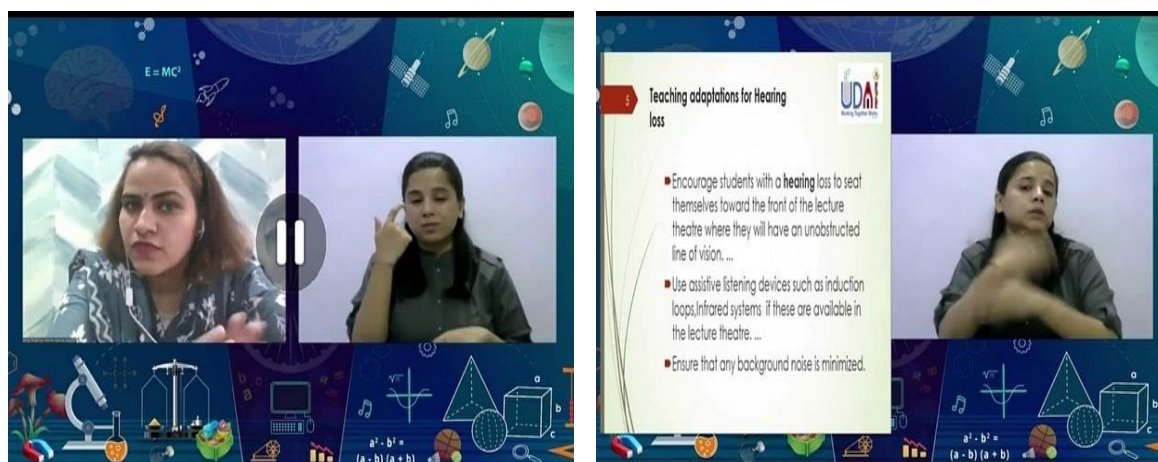 E = MC²
a
b
c
√π
a² - b² =
(a - b) (a + b)
5
Teaching adaptations for Hearing
loss
UDAI
Working Together Works
Encourage students with a hearing loss to seat
themselves toward the front of the lecture
theatre where they will have an unobstructed
line of vision. ...
Use assistive listening devices such as induction
loops,Infrared systems if these are available in
the lecture theatre. ...
Ensure that any background noise is minimized.
a
b
c
a² - b² =
(a - b) (a + b)